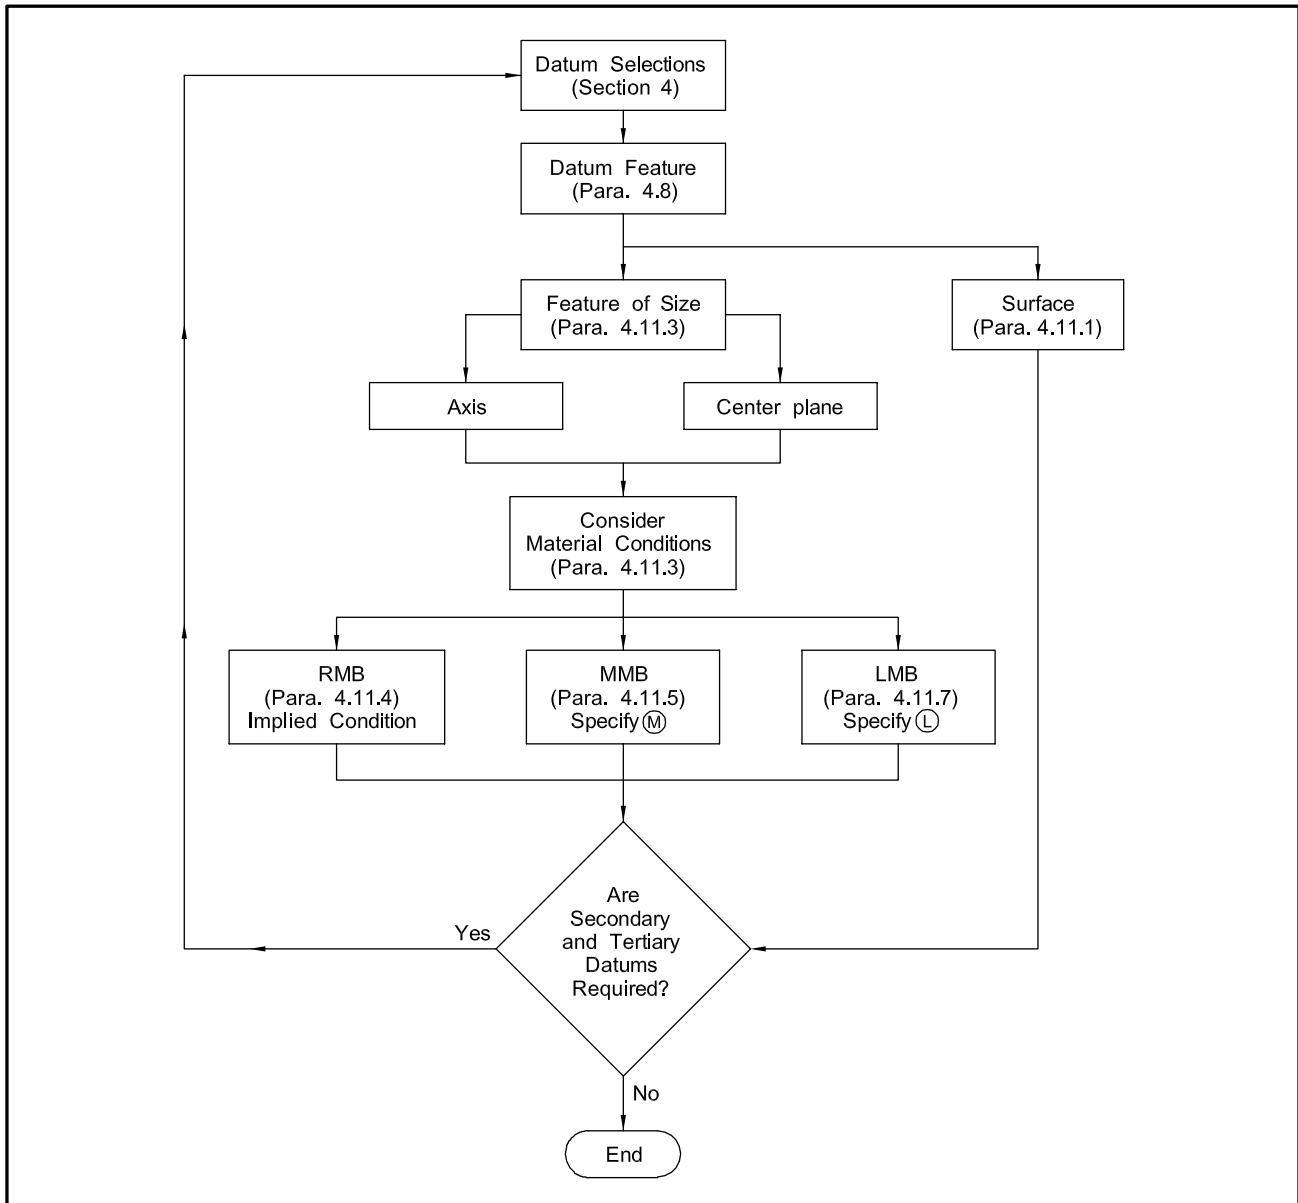 Datum Selections
(Section 4)
Datum Feature
(Para. 4.8)
Feature of Size
(Para. 4.11.3)
Surface
(Para. 4.11.1)
Axis
Center plane
Consider
Material Conditions
(Para. 4.11.3)
RMB
(Para. 4.11.4)
Implied Condition
MMB
(Para. 4.11.5)
Specify Ⓜ
LMB
(Para. 4.11.7)
Specify Ⓛ
Are
Secondary
and Tertiary
Datums
Required?
Yes
No
End